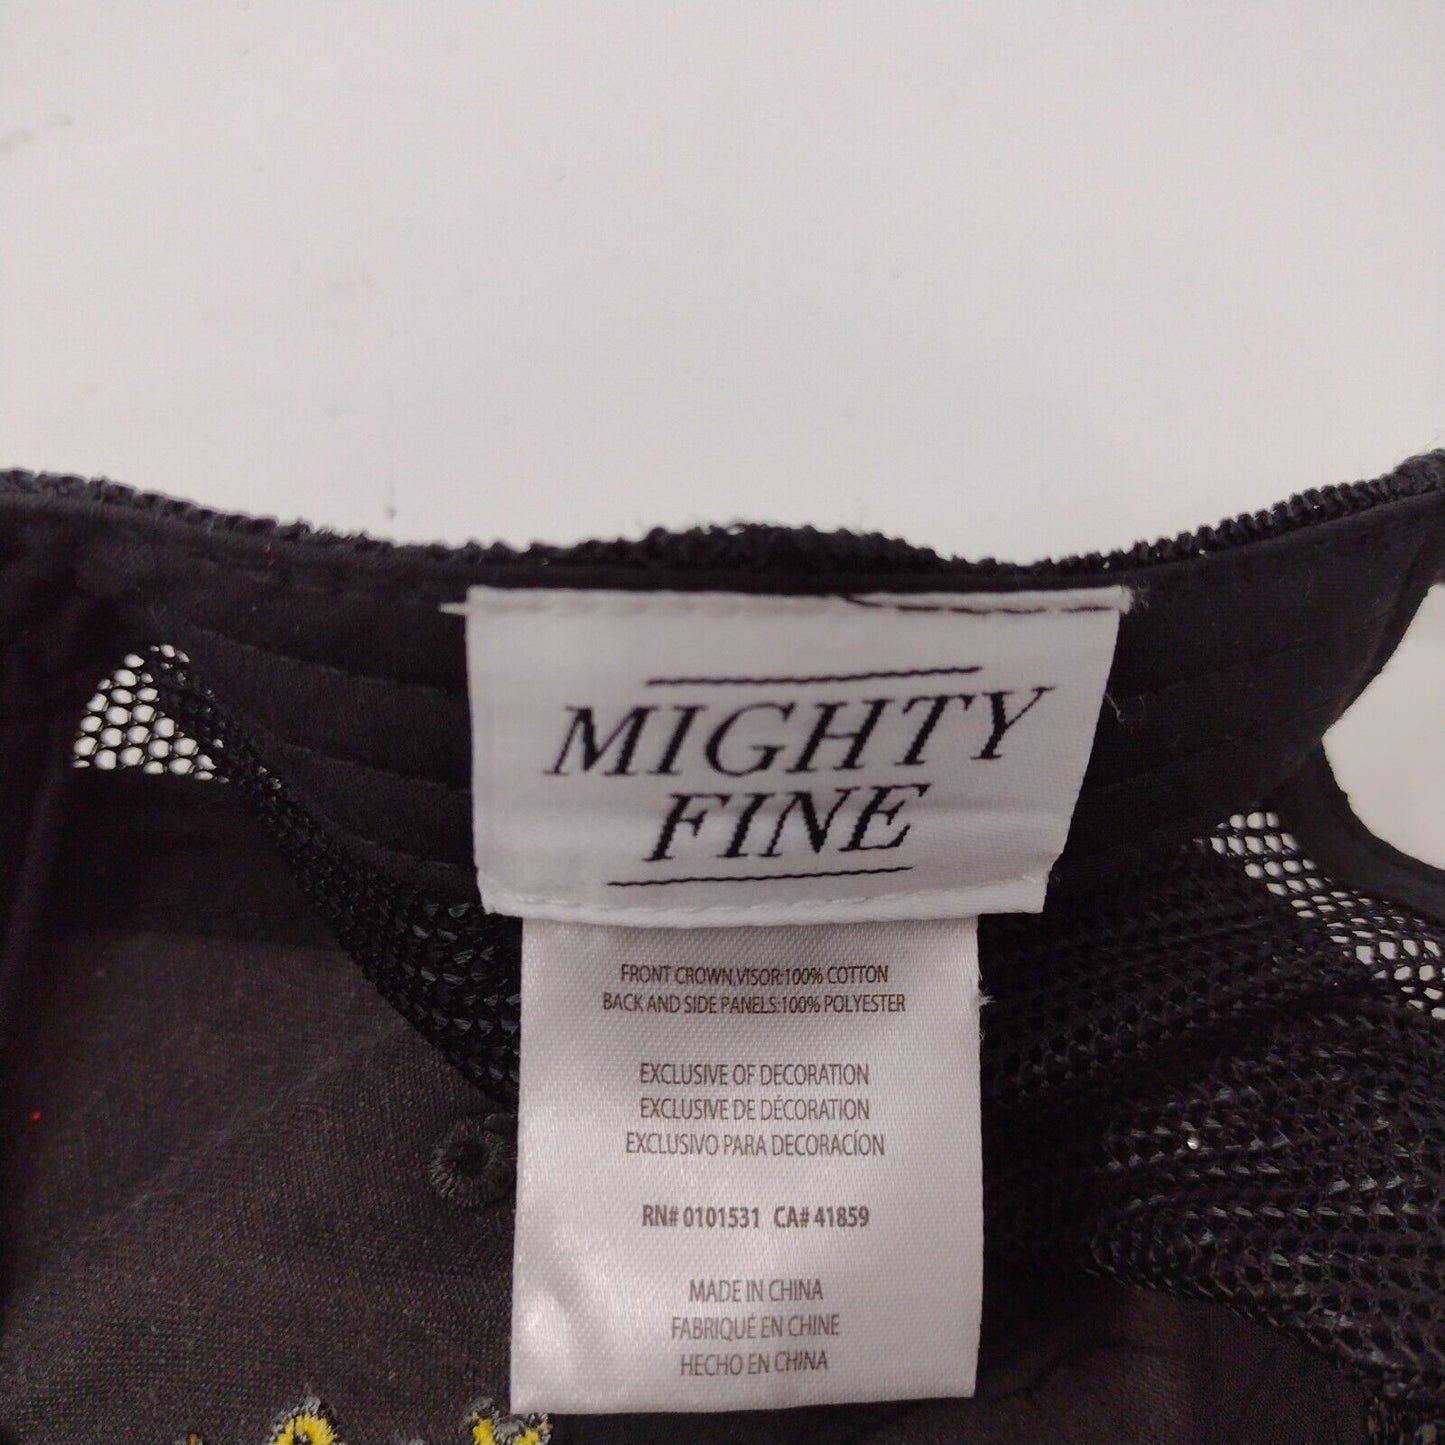 MIGHTY
FINE
FRONT CROWN,VISOR:100% COTTON
BACK AND SIDE PANELS:100% POLYESTER
EXCLUSIVE OF DECORATION
EXCLUSIVE DE DÉCORATION
EXCLUSIVO PARA DECORACÍON
RN# 0101531 CA# 41859
MADE IN CHINA
FABRIQUÉ EN CHINE
HECHO EN CHINA